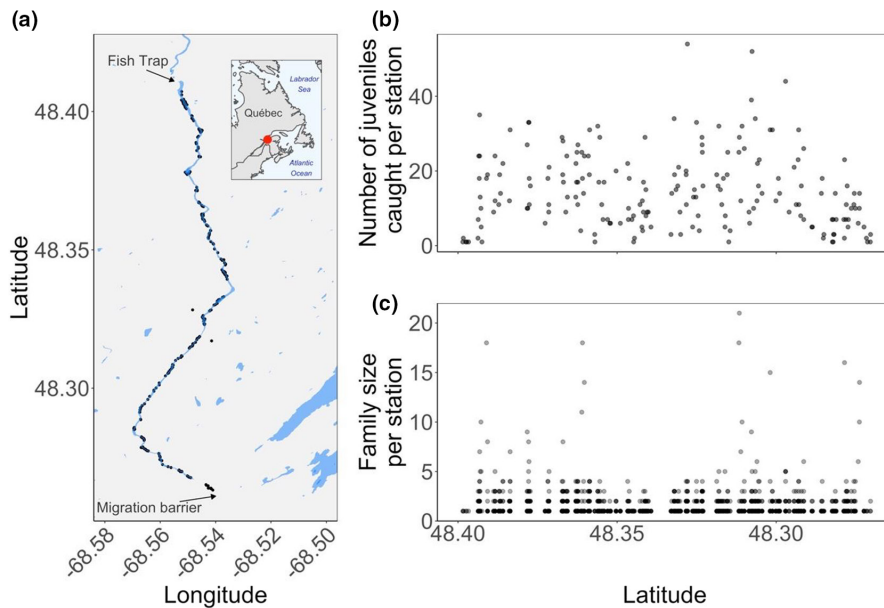 (a)
Fish Trap
Labrador
Sea
Québec
Atlantic
Ocean
Migration barrier
48.40
48.35
48.30
Latitude
-68.58
-68.56
-68.54
-68.52
-68.50
Longitude
(b)
Number of juveniles
caught per station
40
20
0
(c)
Family size
per station
20
15
10
5
0
48.40
48.35
48.30
Latitude